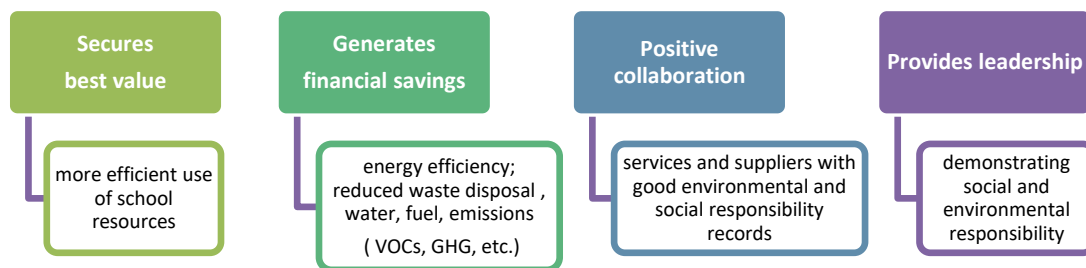 Secures
best value
more efficient use
of school
resources
Generates
financial savings
energy efficiency;
reduced waste disposal ,
water, fuel, emissions
( VOCs, GHG, etc.)
Positive
collaboration
services and suppliers with
good environmental and
social responsibility
records
Provides leadership
demonstrating
social and
environmental
responsibility